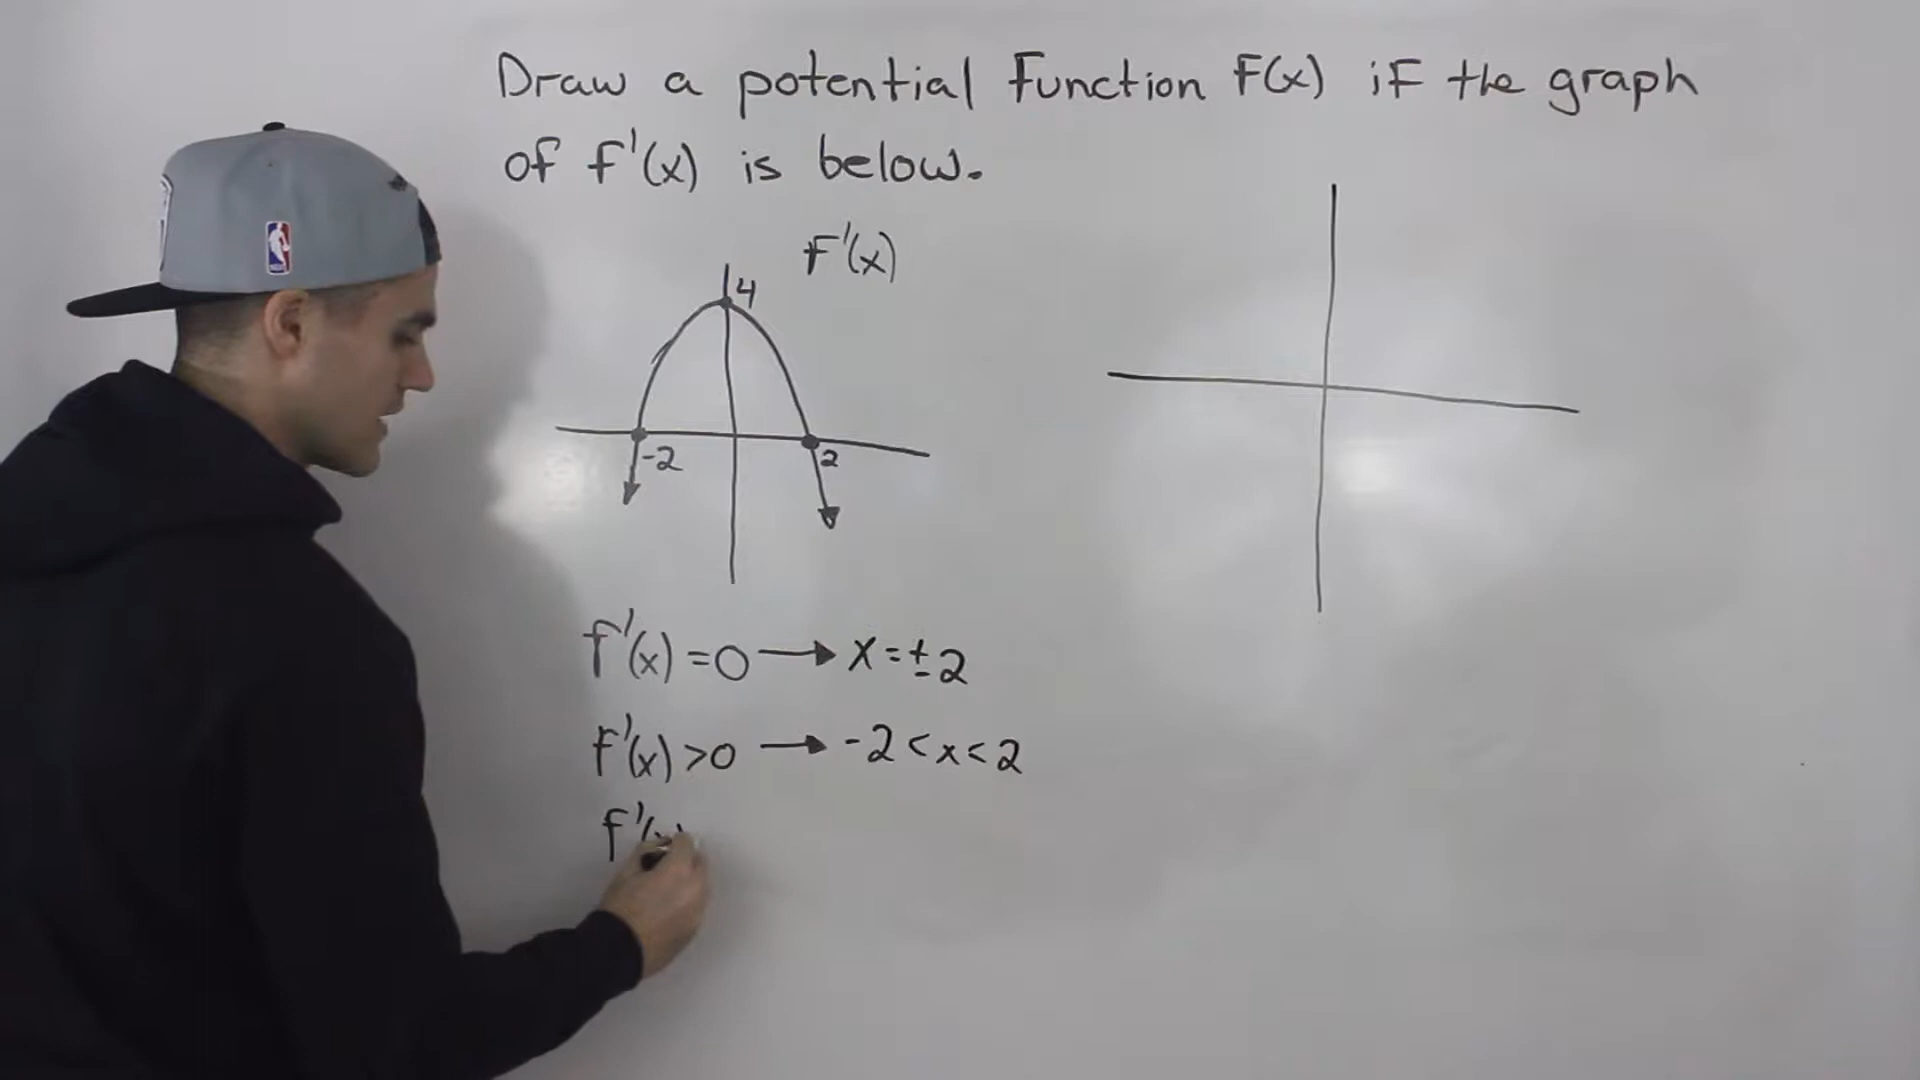 Draw a potential function f(x) if the graph
of f'(x) is below.
f'(x)
4
-2
2
f'(x) =0 → x=±2
f'(x) >0 → -2<x<2
f'(x)